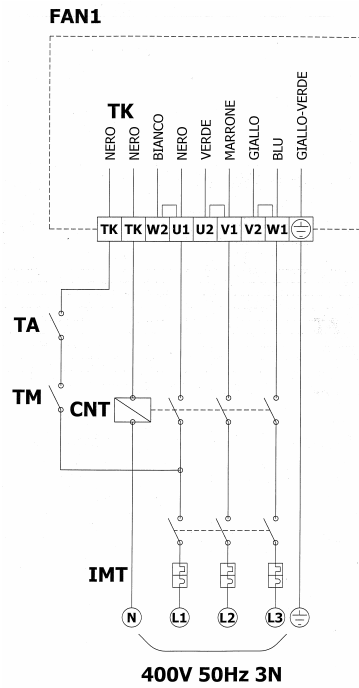 FAN1
TK
NERO
NERO
BIANCO
NERO
VERDE
MARRONE
GIALLO
BLU
GIALLO-VERDE
TK TK W2 U1 U2 V1 V2 W1
TA
TM
CNT
IMT
N L1 L2 L3
400V 50Hz 3N